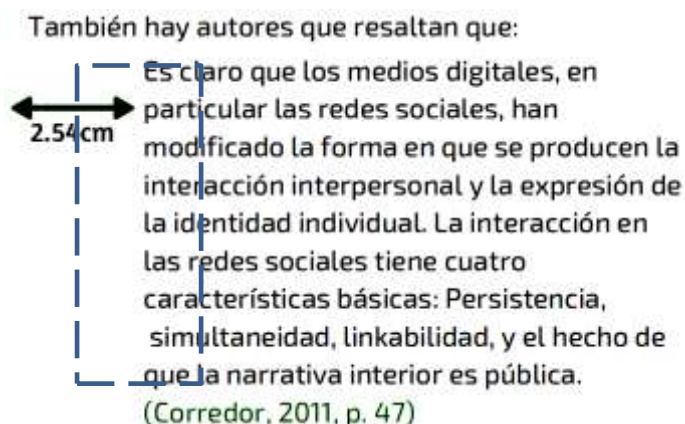 También hay autores que resaltan que:
Es claro que los medios digitales, en
particular las redes sociales, han
2.54cm
modificado la forma en que se producen la
interacción interpersonal y la expresión de
la identidad individual. La interacción en
las redes sociales tiene cuatro
características básicas: Persistencia,
simultaneidad, linkabilidad, y el hecho de
que la narrativa interior es pública.
(Corredor, 2011, p. 47)